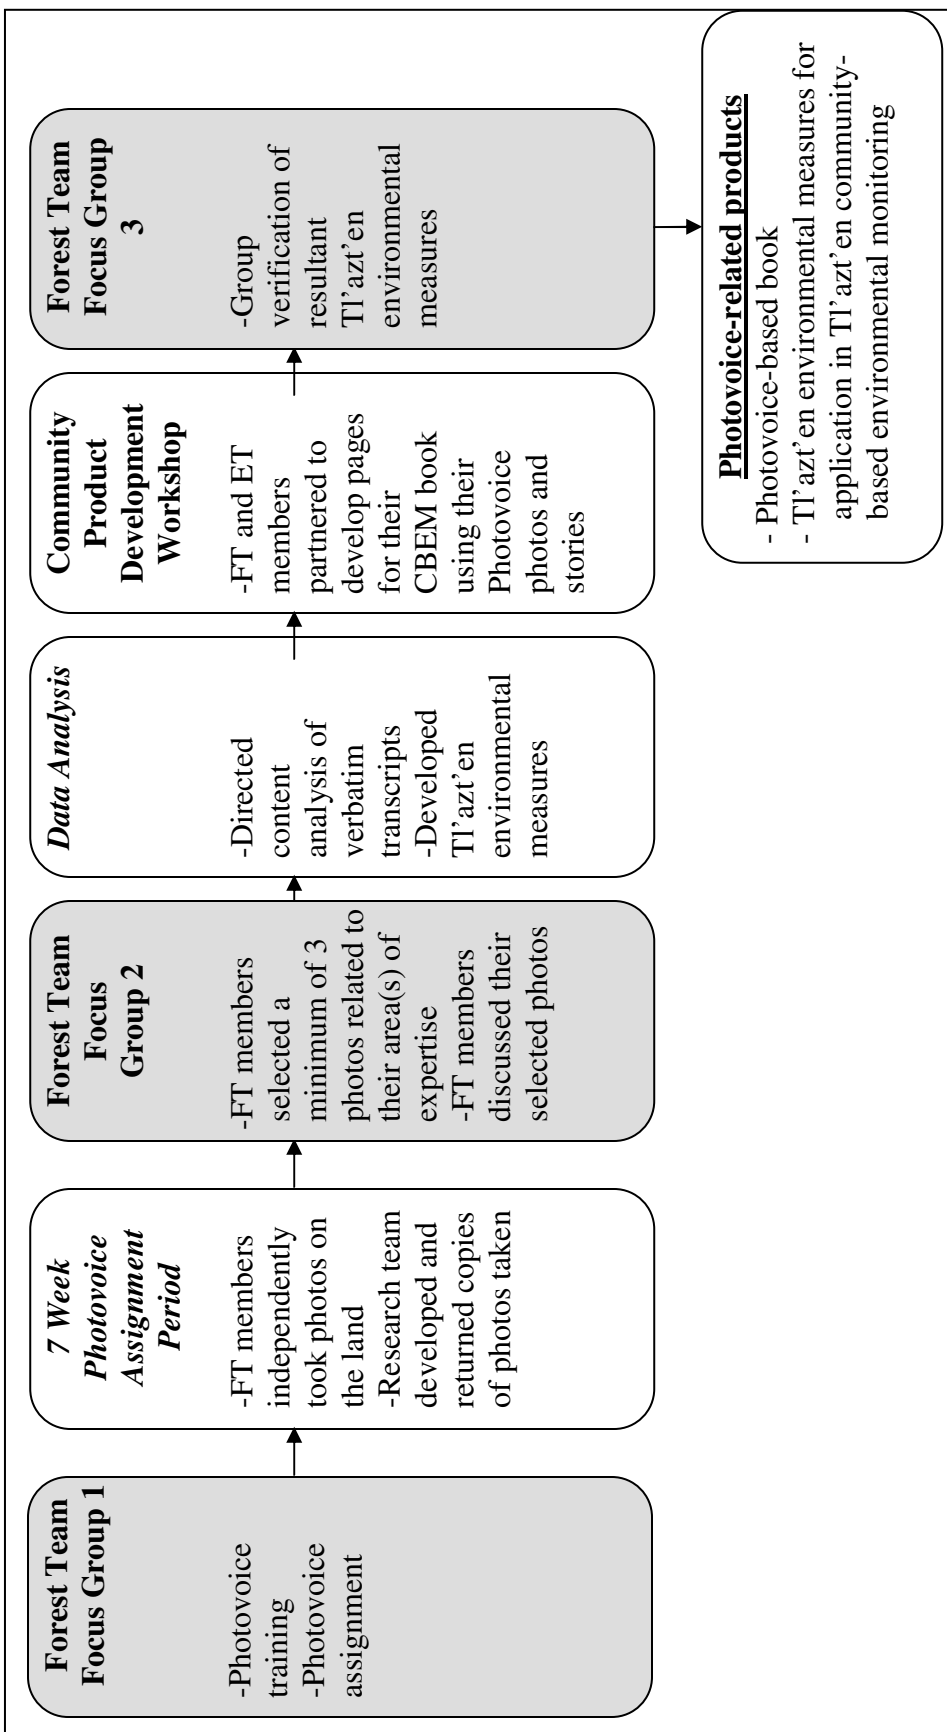 Forest Team
Focus Group 1
-Photovoice
training
-Photovoice
assignment
7 Week
Photovoice
Assignment
Period
-FT members
independently
took photos on
the land
-Research team
developed and
returned copies
of photos taken
Forest Team
Focus
Group 2
-FT members
selected a
minimum of 3
photos related to
their area(s) of
expertise
-FT members
discussed their
selected photos
Data Analysis
-Directed
content
analysis of
verbatim
transcripts
-Developed
Tl’azt’en
environmental
measures
Community
Product
Development
Workshop
-FT and ET
members
partnered to
develop pages
for their
CBEM book
using their
Photovoice
photos and
stories
Forest Team
Focus Group
3
-Group
verification of
resultant
Tl’azt’en
environmental
measures
Photovoice-related products
- Photovoice-based book
- Tl’azt’en environmental measures for
application in Tl’azt’en community-
based environment monitoring